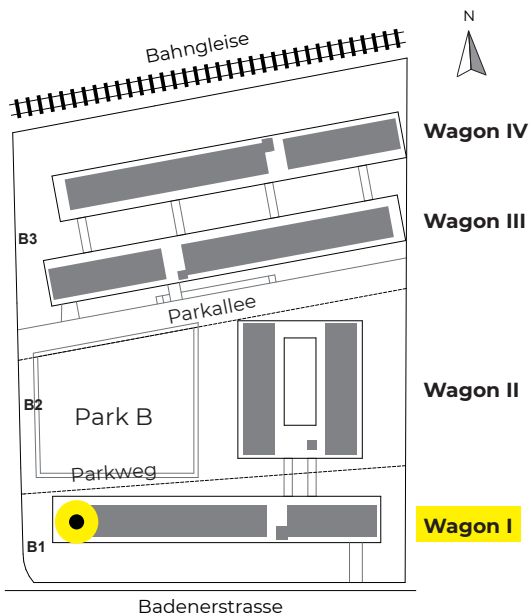 N
Bahngleise
Wagon IV
Wagon III
B3
Parkallee
Wagon II
B2
Park B
Parkweg
Wagon I
B1
Badenerstrasse